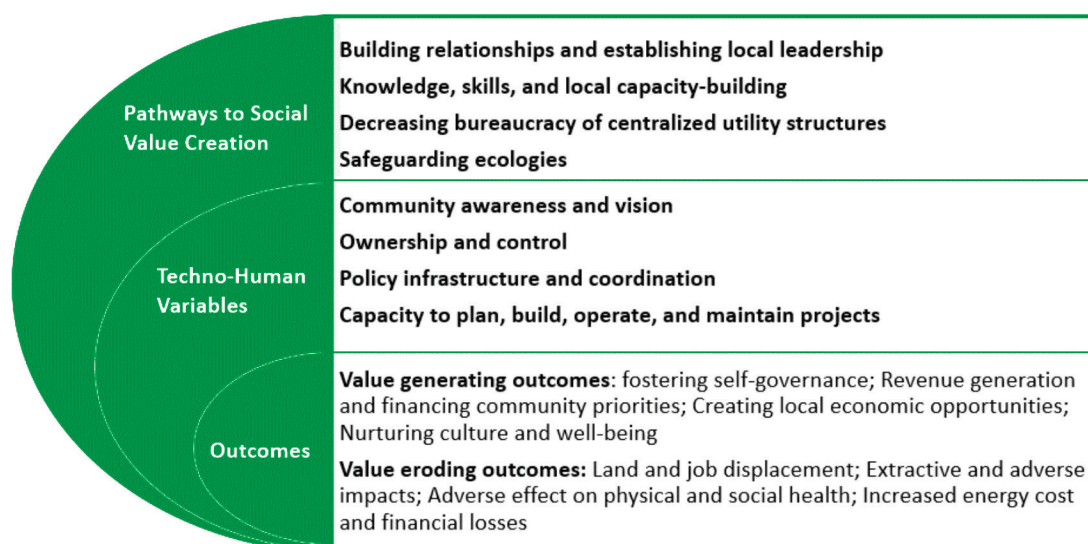 Pathways to Social
Value Creation
Building relationships and establishing local leadership
Knowledge, skills, and local capacity-building
Decreasing bureaucracy of centralized utility structures
Safeguarding ecologies
Techno-Human
Variables
Community awareness and vision
Ownership and control
Policy infrastructure and coordination
Capacity to plan, build, operate, and maintain projects
Outcomes
Value generating outcomes: fostering self-governance; Revenue generation
and financing community priorities; Creating local economic opportunities;
Nurturing culture and well-being
Value eroding outcomes: Land and job displacement; Extractive and adverse
impacts; Adverse effect on physical and social health; Increased energy cost
and financial losses